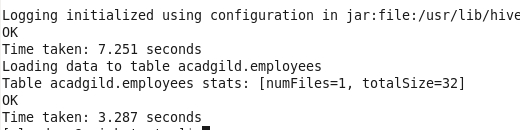 Logging initialized using configuration in jar:file:/usr/lib/hive
OK
Time taken: 7.251 seconds
Loading data to table acadgild.employees
Table acadgild.employees stats: [numFiles=1, totalSize=32]
OK
Time taken: 3.287 seconds